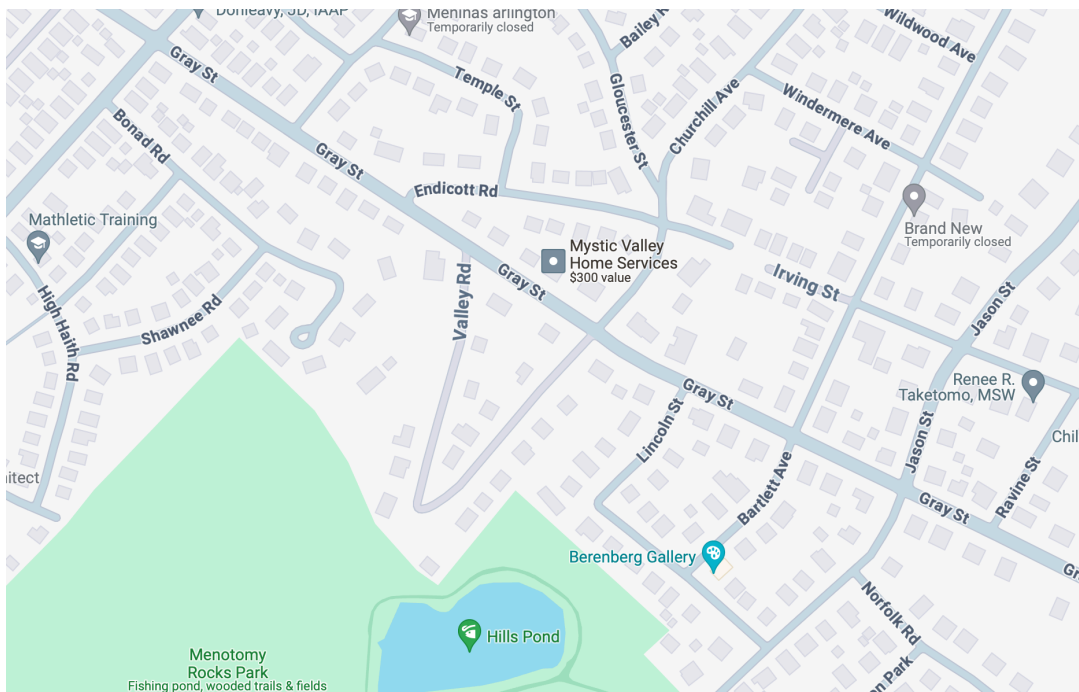 Donleavy, JD, IAAP
Meninas arlington
Temporarily closed
Gray St
Bailey
Wildwood Ave
Temple St
Gloucester St
Churchill Ave
Windermere Ave
Bonad Rd
Gray St
Endicott Rd
Mathletic Training
Brand New
Temporarily closed
Mystic Valley
Home Services
$300 value
Gray St
Irving St
Valley Rd
High Haith Rd
Shawnee Rd
Jason St
Renee R.
Taketomo, MSW
Gray St
Lincoln St
Jason St
Chil
itect
Bartlett Ave
Ravine St
Gray St
Berenberg Gallery
Gr
Norfolk Rd
Hills Pond
Menotomy
Rocks Park
Fishing pond, wooded trails & fields
n Park